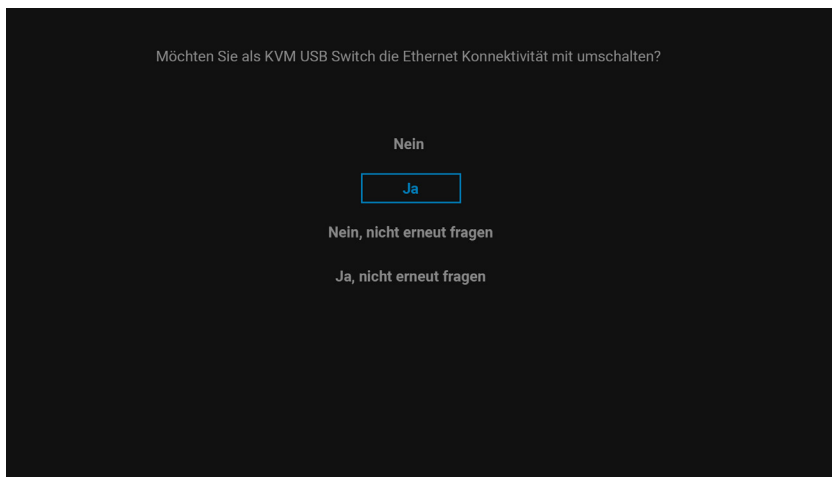 Möchten Sie als KVM USB Switch die Ethernet Konnektivität mit umschalten?
Nein
Ja
Nein, nicht erneut fragen
Ja, nicht erneut fragen